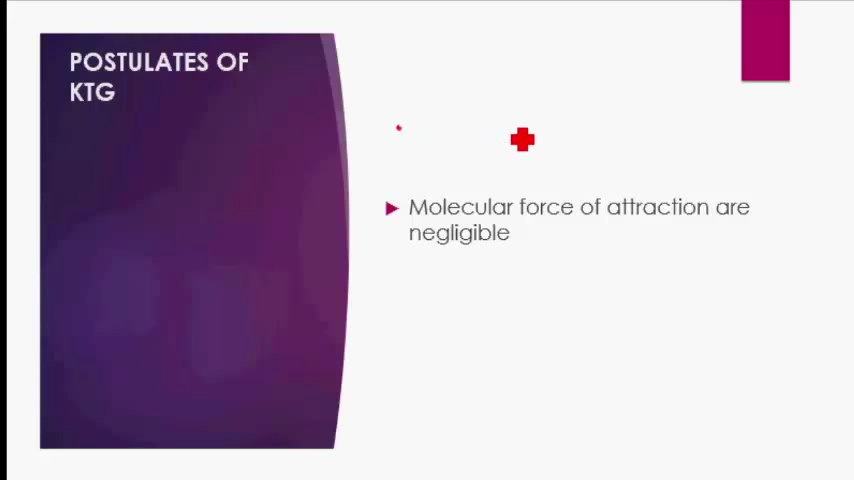 POSTULATES OF
KTG
Molecular force of attraction are
negligible